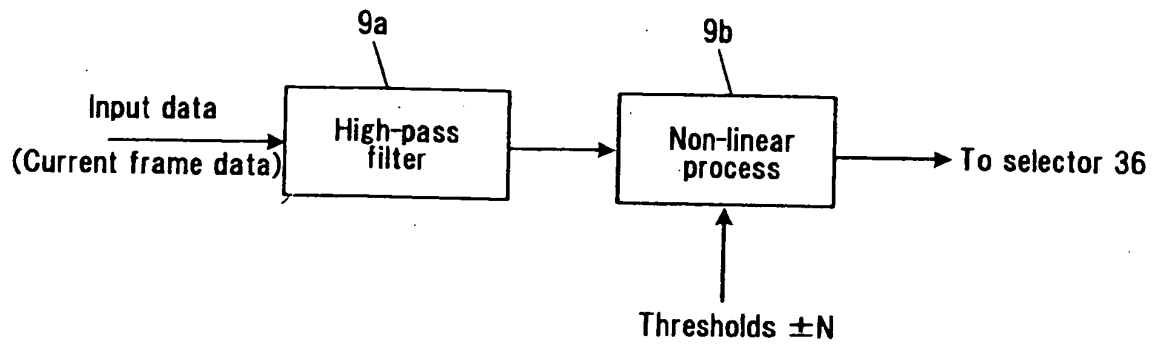 9a
9b
Input data
(Current frame data)
High-pass
filter
Non-linear
process
To selector 36
Thresholds ±N